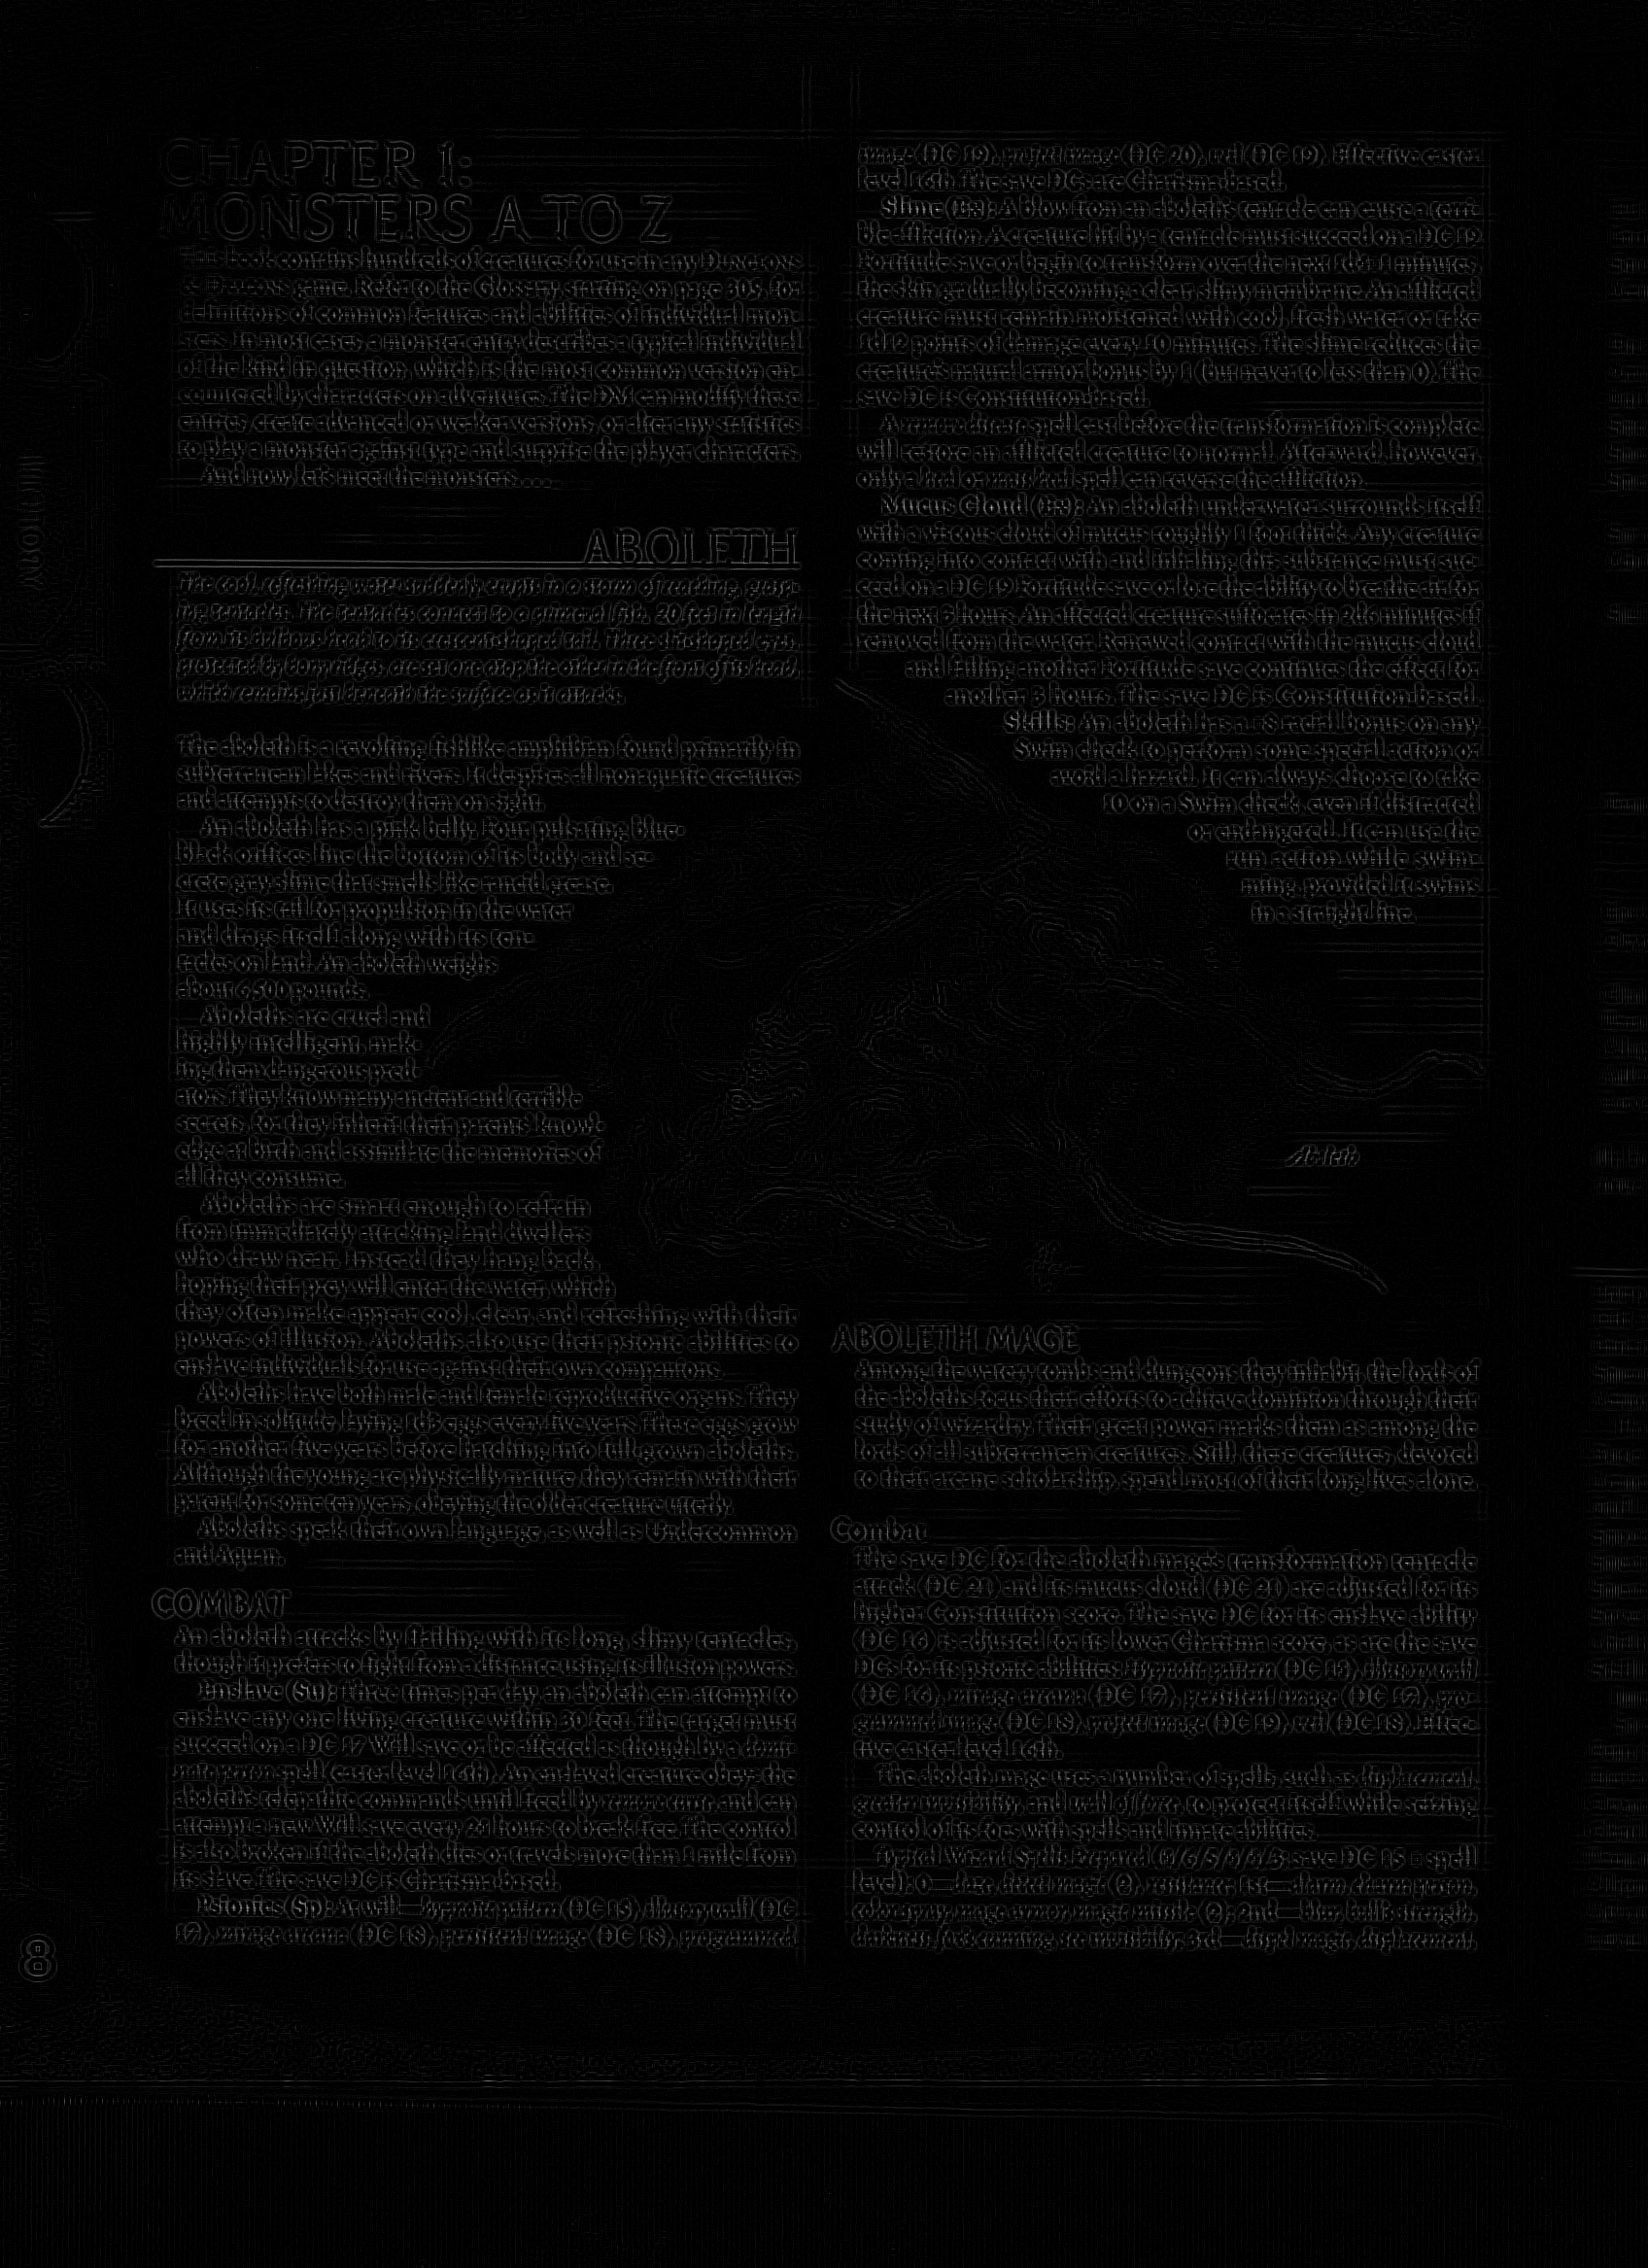 CHAPTER 1:
MONSTERS A TO Z
This book contains hundreds of creatures for use in any DUNGEONS
& DRAGONS game. Refer to the Glossary, starting on page 305, for
definitions of common features and abilities of individual mon-
sters. In most cases, a monster entry describes a typical individual
of the kind in question, which is the most common version en-
countered by characters on adventures. The DM can modify these
entries, create advanced or weaker versions, or alter any statistics
to play a monster against type and surprise the player characters.
And now let's meet the monsters. . . .
ABOLETH
The cool, refreshing water suddenly erupts in a storm of reaching, grasp-
ing tentacles. The tentacles connect to a primeval fish, 20 feet in length
from its bulbous head to its crescent-shaped tail. Three slit-shaped eyes,
protected by bony ridges, are set one atop the other in the front of its head,
which remains just beneath the surface as it attacks.
The aboleth is a revolting fishlike amphibian found primarily in
subterranean lakes and rivers. It despises all nonaquatic creatures
and attempts to destroy them on sight.
An aboleth has a pink belly. Four pulsating blue-
black orifices line the bottom of its body and se-
crete gray slime that smells like rancid grease.
It uses its tail for propulsion in the water
and drags itself along with its ten-
tacles on land. An aboleth weighs
about 6,500 pounds.
Aboleths are cruel and
highly intelligent, mak-
ing them dangerous pred-
ators. They know many ancient and terrible
secrets, for they inherit their parents' knowl-
edge at birth and assimilate the memories of
all they consume.
Aboleths are smart enough to refrain
from immediately attacking land dwellers
who draw near. Instead they hang back,
hoping their prey will enter the water, which
they often make appear cool, clear, and refreshing with their
powers of illusion. Aboleths also use their psionic abilities to
enslave individuals for use against their own companions.
Aboleths have both male and female reproductive organs. They
breed in solitude, laying 1d3 eggs every five years. These eggs grow
for another five years before hatching into full-grown aboleths.
Although the young are physically mature, they remain with their
parent for some ten years, obeying the older creature utterly.
Aboleths speak their own language, as well as Undercommon
and Aquan.
COMBAT
An aboleth attacks by flailing with its long, slimy tentacles,
though it prefers to fight from a distance using its illusion powers.
Enslave (Su): Three times per day, an aboleth can attempt to
enslave any one living creature within 30 feet. The target must
succeed on a DC 17 Will save or be affected as though by a domi-
nate person spell (caster level 16th). An enslaved creature obeys the
aboleth's telepathic commands until freed by remove curse, and can
attempt a new Will save every 24 hours to break free. The control
is also broken if the aboleth dies or travels more than 1 mile from
its slave. The save DC is Charisma-based.
Psionics (Sp): At will—hypnotic pattern (DC 15), illusory wall (DC
17), mirage arcana (DC 18), persistent image (DC 18), programmed
8
image (DC 19), project image (DC 20), veil (DC 19). Effective caster
level 16th. The save DCs are Charisma-based.
Slime (Ex): A blow from an aboleth's tentacle can cause a terri-
ble affliction. A creature hit by a tentacle must succeed on a DC 19
Fortitude save or begin to transform over the next 1d4+1 minutes,
the skin gradually becoming a clear, slimy membrane. An afflicted
creature must remain moistened with cool, fresh water or take
1d12 points of damage every 10 minutes. The slime reduces the
creature's natural armor bonus by 1 (but never to less than 0). The
save DC is Constitution-based.
A remove disease spell cast before the transformation is complete
will restore an afflicted creature to normal. Afterward, however,
only a heal or mass heal spell can reverse the affliction.
Mucus Cloud (Ex): An aboleth underwater surrounds itself
with a viscous cloud of mucus roughly 1 foot thick. Any creature
coming into contact with and inhaling this substance must suc-
ceed on a DC 19 Fortitude save or lose the ability to breathe air for
the next 3 hours. An affected creature suffocates in 2d6 minutes if
removed from the water. Renewed contact with the mucus cloud
and failing another Fortitude save continues the effect for
another 3 hours. The save DC is Constitution-based.
Skills: An aboleth has a +8 racial bonus on any
Swim check to perform some special action or
avoid a hazard. It can always choose to take
10 on a Swim check, even if distracted
or endangered. It can use the
run action while swim-
ming, provided it swims
in a straight line.
Aboleth
ABOLETH MAGE
Among the watery tombs and dungeons they inhabit, the lords of
the aboleths focus their efforts to achieve dominion through their
study of wizardry. Their great power marks them as among the
lords of all subterranean creatures. Still, these creatures, devoted
to their arcane scholarship, spend most of their long lives alone.
Combat
The save DC for the aboleth mage's transformation tentacle
attack (DC 21) and its mucus cloud (DC 21) are adjusted for its
higher Constitution score. The save DC for its enslave ability
(DC 16) is adjusted for its lower Charisma score, as are the save
DCs for its psionic abilities: hypnotic pattern (DC 14), illusory wall
(DC 16), mirage arcana (DC 17), persistent image (DC 17), pro-
grammed image (DC 18), project image (DC 19), veil (DC 18). Effec-
tive caster level 16th.
The aboleth mage uses a number of spells, such as displacement,
greater invisibility, and wall of force, to protect itself while seizing
control of its foes with spells and innate abilities.
Typical Wizard Spells Prepared (4/6/5/4/4/3; save DC 15 + spell
level): 0—daze, detect magic (2), resistance; 1st—alarm, charm person,
color spray, mage armor, magic missile (2); 2nd—blur, bull's strength,
darkness, fox's cunning, see invisibility; 3rd—dispel magic, displacement,